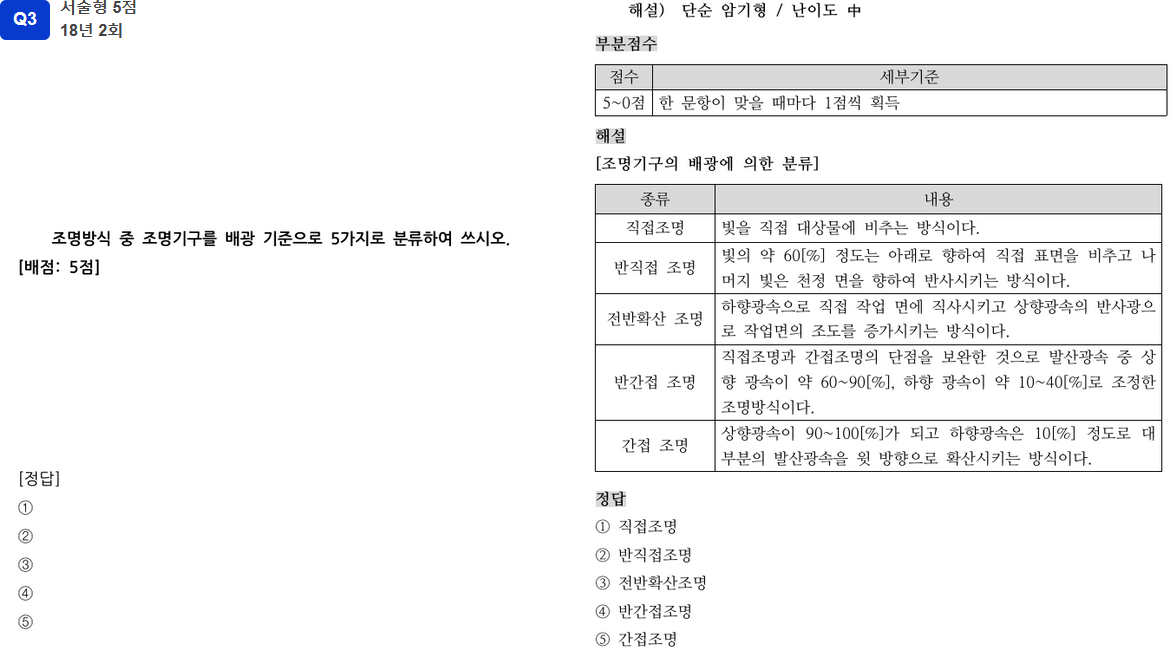 Q3
서술형 5점
18년 2회
조명방식 중 조명기구를 배광 기준으로 5가지로 분류하여 쓰시오.
[배점: 5점]
[정답]
①
②
③
④
⑤
해설) 단순 암기형 / 난이도 中
부분점수
점수 세부기준
5~0점 한 문항이 맞을 때마다 1점씩 획득
해설
[조명기구의 배광에 의한 분류]
종류 내용
직접조명 빛을 직접 대상물에 비추는 방식이다.
반직접 조명
빛의 약 60[%] 정도는 아래로 향하여 직접 표면을 비추고 나
머지 빛은 천정 면을 향하여 반사시키는 방식이다.
전반확산 조명
하향광속으로 직접 작업 면에 직사시키고 상향광속의 반사광으
로 작업면의 조도를 증가시키는 방식이다.
반간접 조명
직접조명과 간접조명의 단점을 보완한 것으로 발산광속 중 상
향 광속이 약 60~90[%], 하향 광속이 약 10~40[%]로 조정한
조명방식이다.
간접 조명
상향광속이 90~100[%]가 되고 하향광속은 10[%] 정도로 대
부분의 발산광속을 윗 방향으로 확산시키는 방식이다.
정답
① 직접조명
② 반직접조명
③ 전반확산조명
④ 반간접조명
⑤ 간접조명